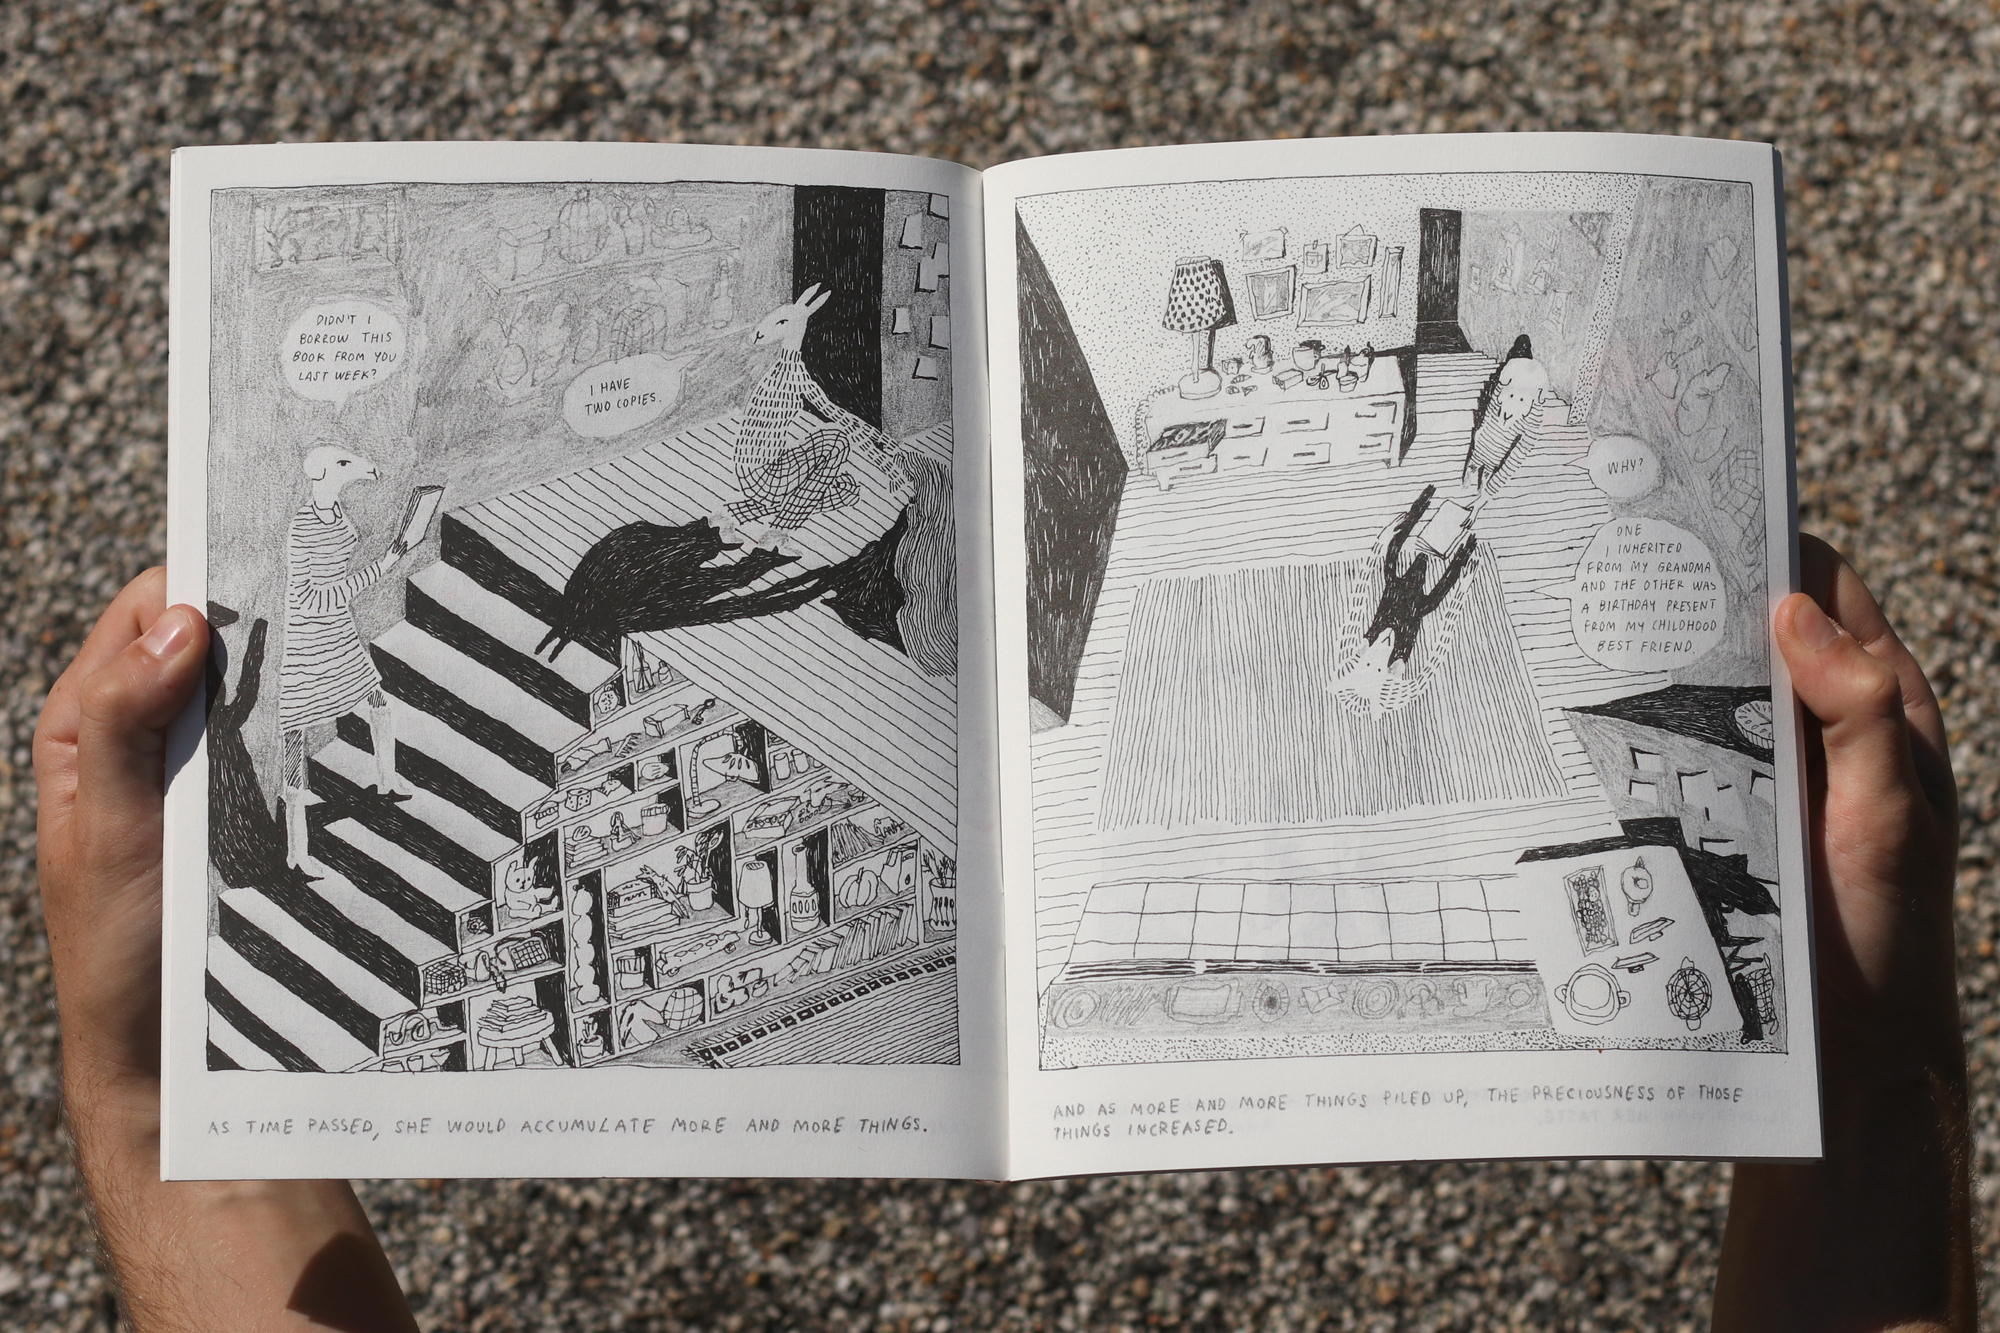 DIDN'T I
BORROW THIS
BOOK FROM YOU
LAST WEEK?
I HAVE
TWO COPIES.
AS TIME PASSED, SHE WOULD ACCUMULATE MORE AND MORE THINGS.
WHY?
ONE
I INHERITED
FROM MY GRANDMA
AND THE OTHER WAS
A BIRTHDAY PRESENT
FROM MY CHILDHOOD
BEST FRIEND.
AND AS MORE AND MORE THINGS PILED UP, THE PRECIOUSNESS OF THOSE
THINGS INCREASED.